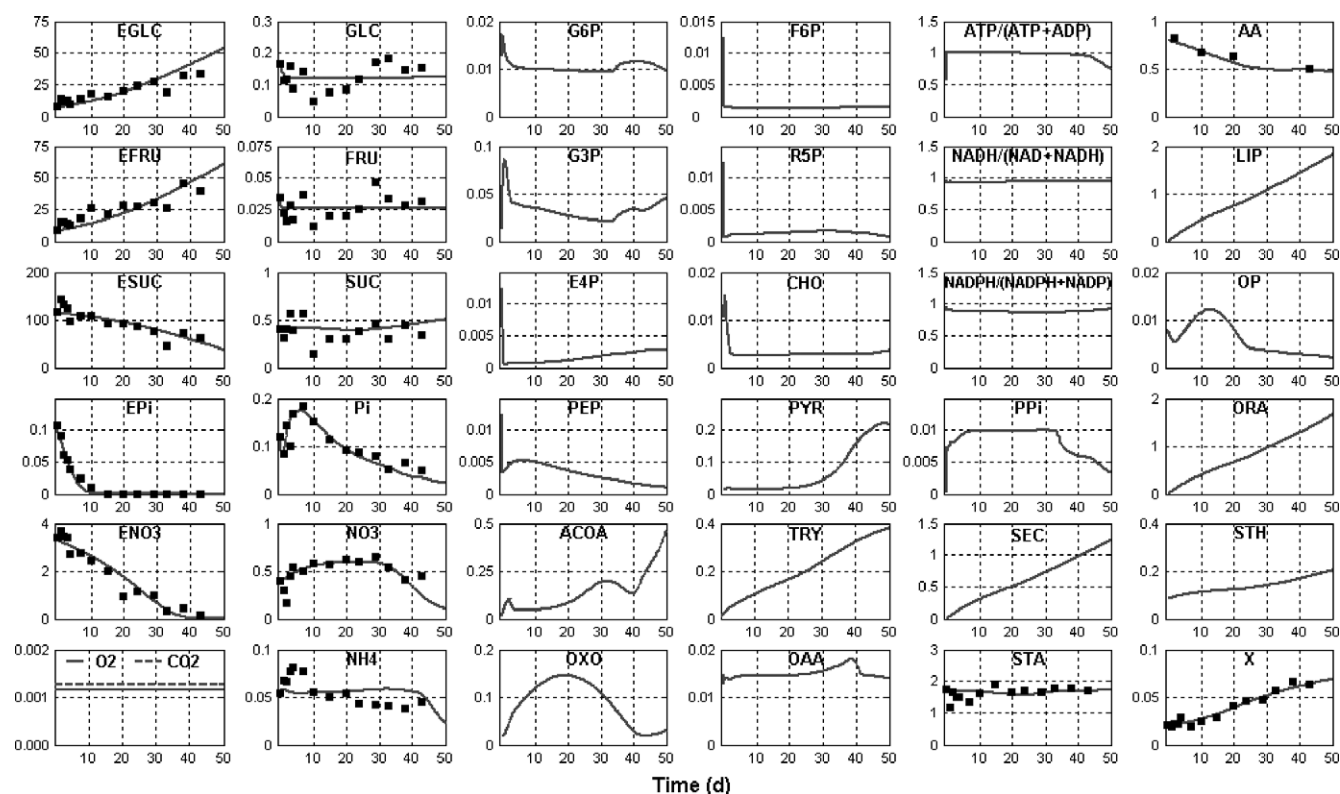 EGLC GLC G6P F6P ATP/(ATP+ADP) AA
75 0.3 0.02 0.015 1.5 1
50 0.2 0.01 0.01 1 0.5
25 0.1 0 0.005 0.5 0
0 0 0 0
10 20 30 40 50 10 20 30 40 50 10 20 30 40 50 10 20 30 40 50 10 20 30 40 50 10 20 30 40 50
EFRU FRU G3P R5P NADH/(NAD+NADH) LIP
75 0.075 0.1 0.015 1.5 2
50 0.05 0.05 0.01 1 1
25 0.025 0 0.005 0.5 0
0 0 0 0
10 20 30 40 50 10 20 30 40 50 10 20 30 40 50 10 20 30 40 50 10 20 30 40 50 10 20 30 40 50
ESUC SUC E4P CHO NADPH/(NADPH+NADP) OP
200 1 0.015 0.02 1.5 0.02
100 0.5 0.01 0.01 1 0.01
0 0 0.005 0 0.5 0
0 0
10 20 30 40 50 10 20 30 40 50 10 20 30 40 50 10 20 30 40 50 10 20 30 40 50 10 20 30 40 50
EPi Pi PEP PYR PPi ORA
0.15 0.2 0.015 0.3 0.015 2
0.1 0.1 0.01 0.2 0.01 1
0.05 0 0.005 0.1 0.005 0
0 0 0 0
10 20 30 40 50 10 20 30 40 50 10 20 30 40 50 10 20 30 40 50 10 20 30 40 50 10 20 30 40 50
ENO3 NO3 ACOA TRY SEC STH
4 1 0.5 0.4 1.5 0.4
2 0.5 0 0.2 1 0.2
0 0 0 0.5 0
0
10 20 30 40 50 10 20 30 40 50 10 20 30 40 50 10 20 30 40 50 10 20 30 40 50 10 20 30 40 50
O2 CO2 NH4 OXO OAA STA X
0.002 0.1 0.2 0.02 3 0.1
0.001 0.05 0.1 0.01 2 0.05
0.000 0 0 0 1 0
0
10 20 30 40 50 10 20 30 40 50 10 20 30 40 50 10 20 30 40 50 10 20 30 40 50 10 20 30 40 50
Time (d)